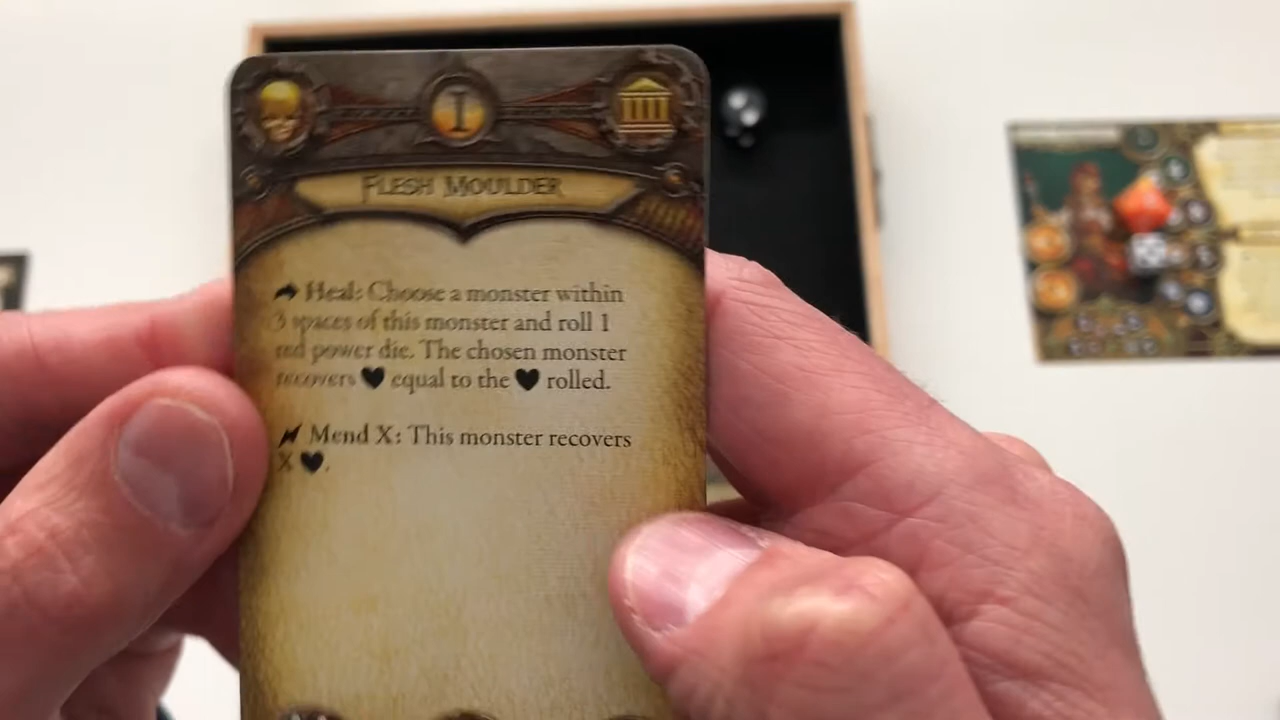 I
FLESH MOULDER
Heal: Choose a monster within
3 spaces of this monster and roll 1
red power die. The chosen monster
recovers ♥ equal to the ♥ rolled.
Mend X: This monster recovers
X ♥.